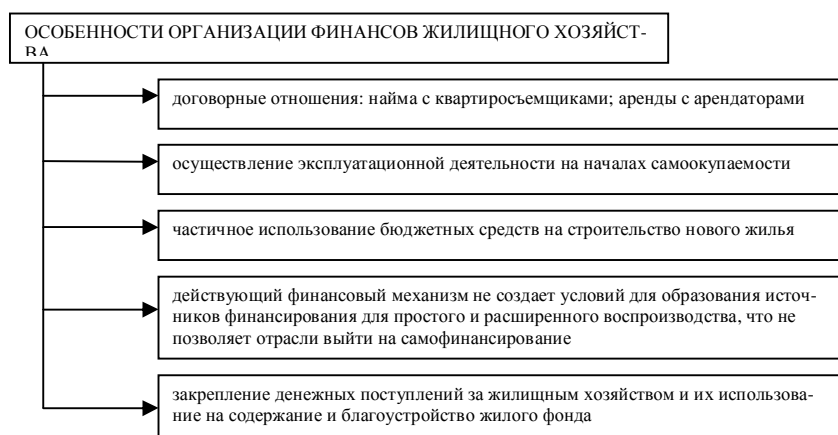 ОСОБЕННОСТИ ОРГАНИЗАЦИИ ФИНАНСОВ ЖИЛИЩНОГО ХОЗЯЙСТ-
ВА
договорные отношения: найма с квартиросъемщиками; аренды с арендаторами
осуществление эксплуатационной деятельности на началах самоокупаемости
частичное использование бюджетных средств на строительство нового жилья
действующий финансовый механизм не создает условий для образования источ-
ников финансирования для простого и расширенного воспроизводства, что не
позволяет отрасли выйти на самофинансирование
закрепление денежных поступлений за жилищным хозяйством и их использова-
ние на содержание и благоустройство жилого фонда